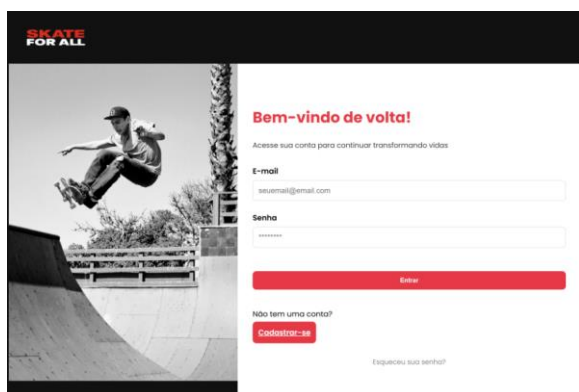 SKATE
FOR ALL
Bem-vindo de volta!
Acesse sua conta para continuar transformando vidas
E-mail
seuemail@email.com
Senha
********
Entrar
Não tem uma conta?
Cadastrar-se
Esqueceu sua senha?